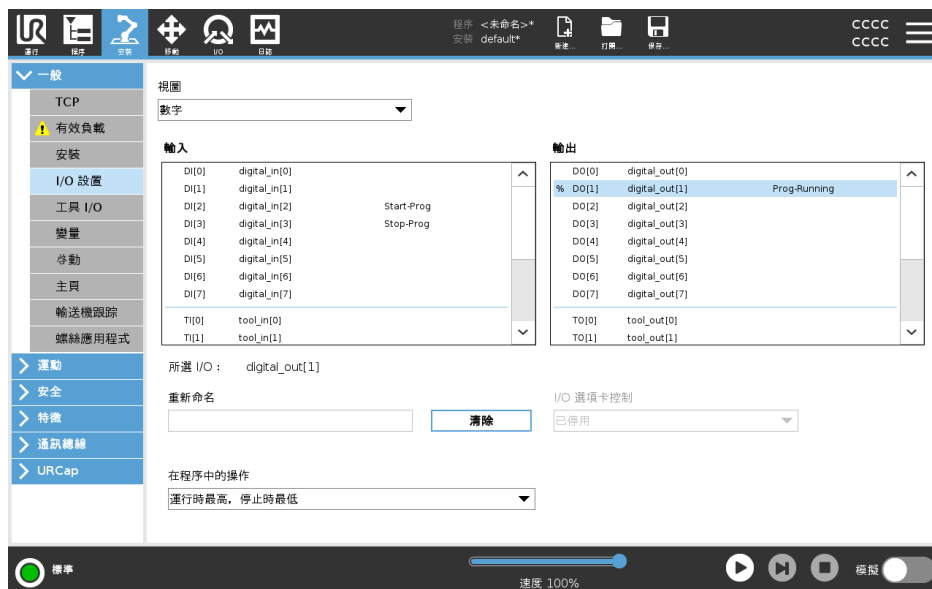 UR
程序 <未命名>*
安裝 default*
cccc
cccc
運行
程序
安裝
移動
I/O
日誌
新建...
打開...
保存...
一般
TCP
有效負載
安裝
I/O 設置
工具 I/O
變量
啓動
主頁
輸送機跟踪
螺絲應用程式
運動
安全
特徵
通訊總線
URCap
視圖
數字
輸入
DI[0] digital_in[0]
DI[1] digital_in[1]
DI[2] digital_in[2] Start-Prog
DI[3] digital_in[3] Stop-Prog
DI[4] digital_in[4]
DI[5] digital_in[5]
DI[6] digital_in[6]
DI[7] digital_in[7]
TI[0] tool_in[0]
TI[1] tool_in[1]
輸出
DO[0] digital_out[0]
% DO[1] digital_out[1] Prog-Running
DO[2] digital_out[2]
DO[3] digital_out[3]
DO[4] digital_out[4]
DO[5] digital_out[5]
DO[6] digital_out[6]
DO[7] digital_out[7]
TO[0] tool_out[0]
TO[1] tool_out[1]
所選 I/O： digital_out[1]
重新命名
清除
I/O 選項卡控制
已停用
在程序中的操作
運行時最高，停止時最低
標準
速度 100%
模擬